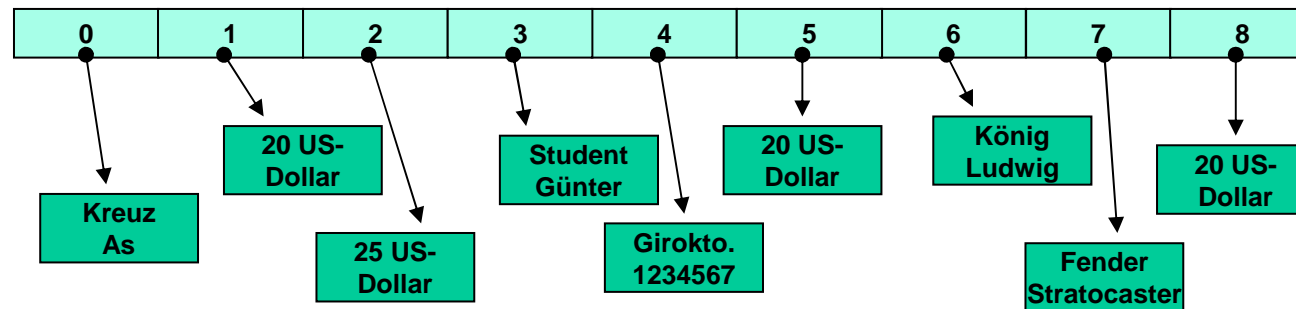 0 1 2 3 4 5 6 7 8
Kreuz
As
20 US-
Dollar
25 US-
Dollar
Student
Günter
Girokto.
1234567
20 US-
Dollar
König
Ludwig
Fender
Stratocaster
20 US-
Dollar